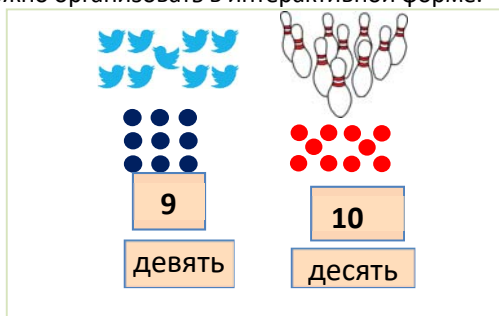 жно организовать в интерактивной форме.
9
10
девять
десять